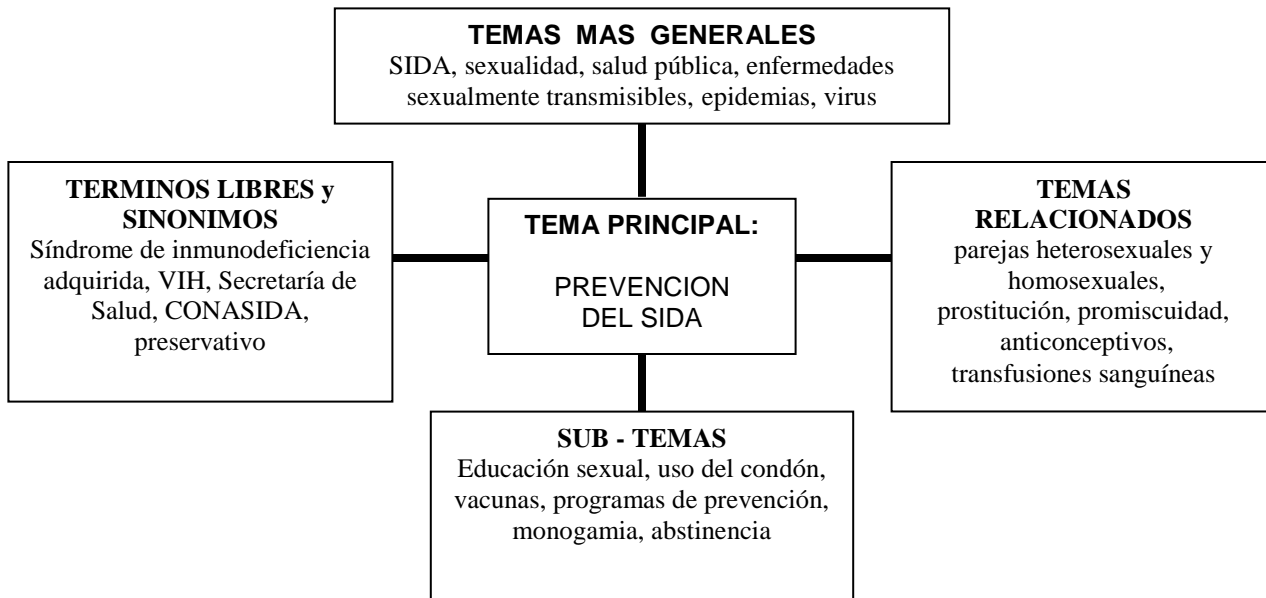 TEMAS MAS GENERALES
SIDA, sexualidad, salud pública, enfermedades
sexualmente transmisibles, epidemias, virus
TERMINOS LIBRES y
SINONIMOS
Síndrome de inmunodeficiencia
adquirida, VIH, Secretaría de
Salud, CONASIDA,
preservativo
TEMA PRINCIPAL:
PREVENCION
DEL SIDA
TEMAS
RELACIONADOS
parejas heterosexuales y
homosexuales,
prostitución, promiscuidad,
anticonceptivos,
transfusiones sanguíneas
SUB - TEMAS
Educación sexual, uso del condón,
vacunas, programas de prevención,
monogamia, abstinencia